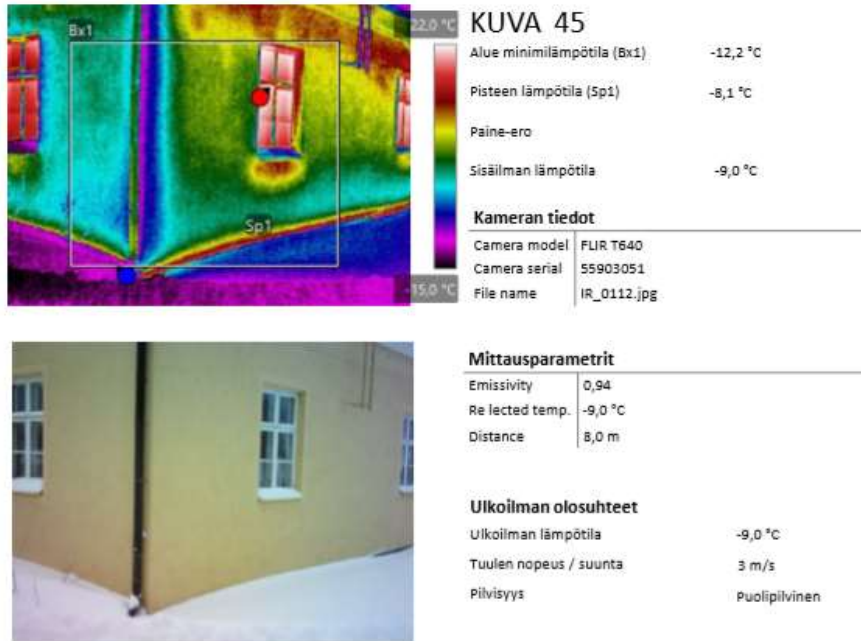 Bx1
Sp1
22,0 °C
-15,0 °C
KUVA 45
Alue minimilämpötila (Bx1) -12,2 °C
Pisteen lämpötila (Sp1) -8,1 °C
Paine-ero
Sisäilman lämpötila -9,0 °C
Kameran tiedot
Camera model FLIR T640
Camera serial 55903051
File name IR_0112.jpg
Mittausparametrit
Emissivity 0,94
Re lected temp. -9,0 °C
Distance 8,0 m
Ulkoilman olosuhteet
Ulkoilman lämpötila -9,0 °C
Tuulen nopeus / suunta 3 m/s
Pilvisyys Puolipilvinen